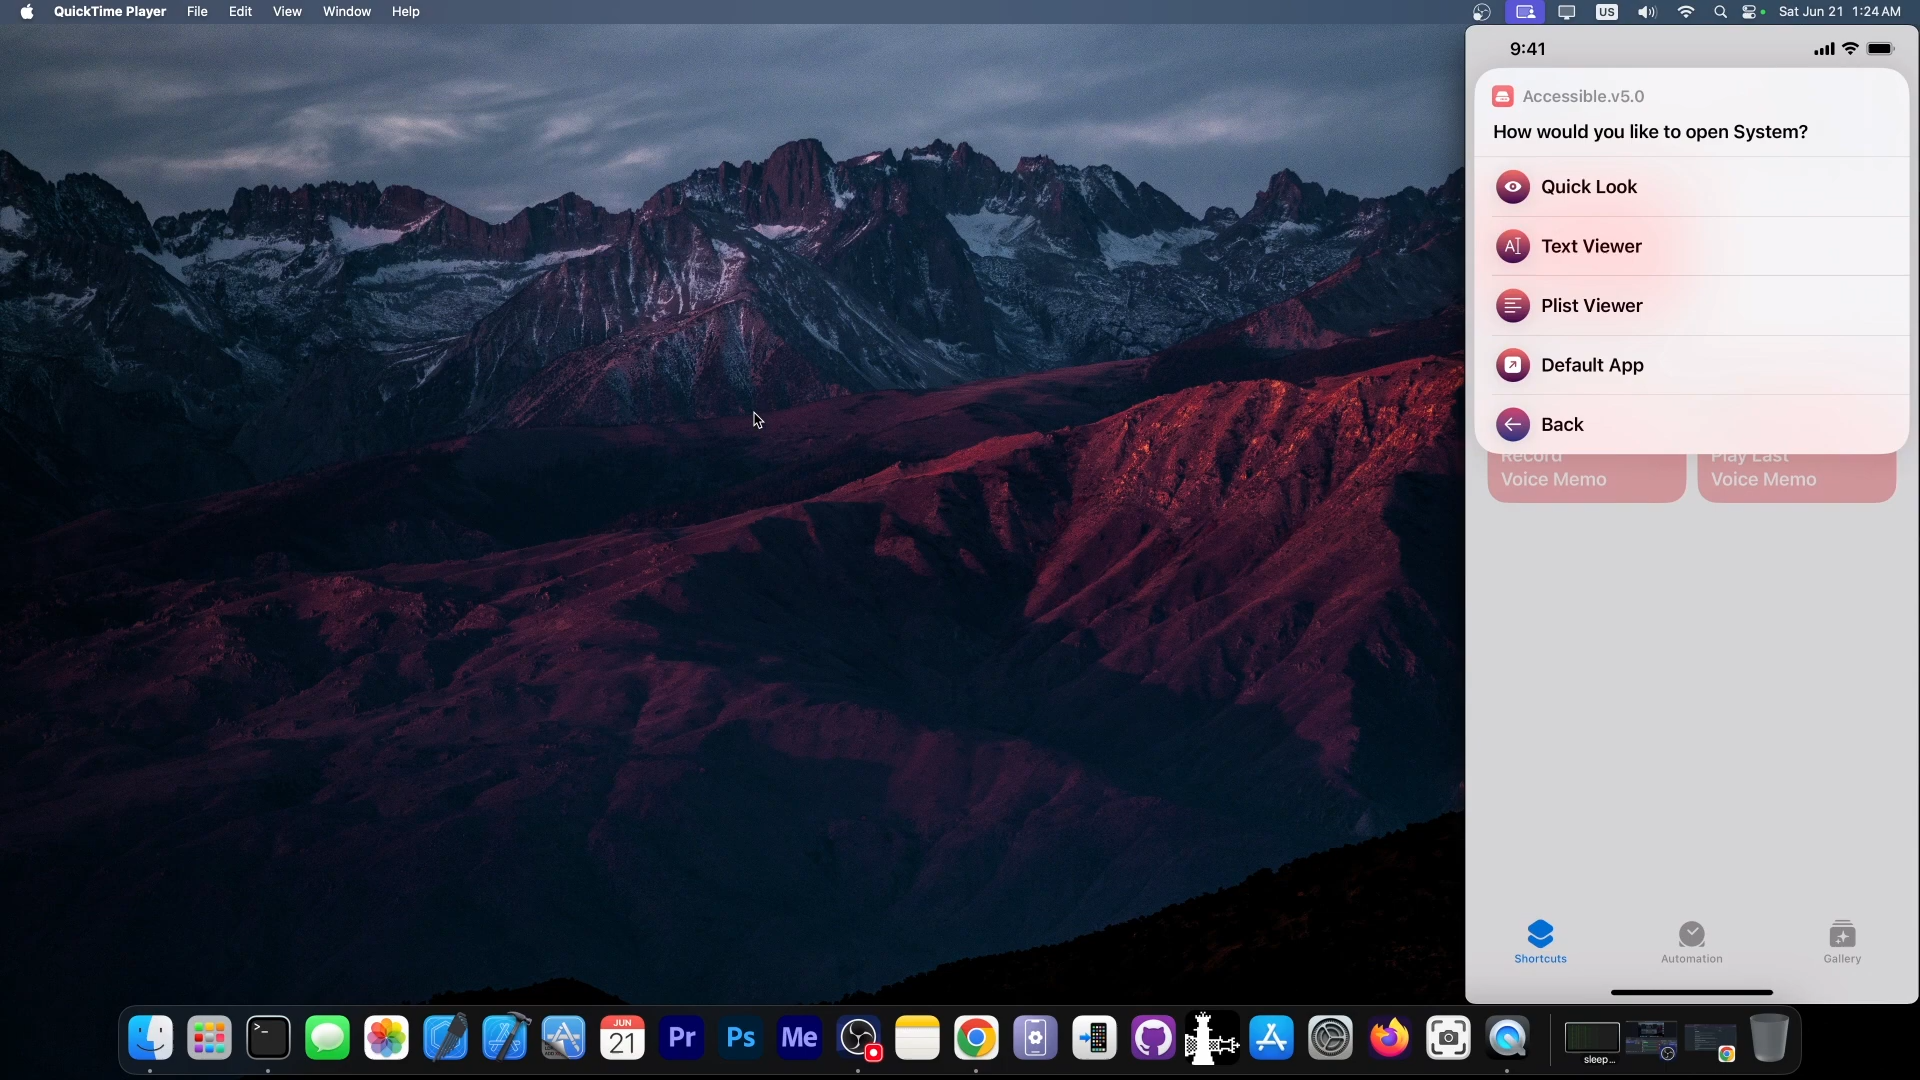 QuickTime Player File Edit View Window Help US Sat Jun 21 1:24 AM
9:41
Accessible.v5.0
How would you like to open System?
Quick Look
AI Text Viewer
Plist Viewer
Default App
Back
Record Play Last
Voice Memo Voice Memo
Shortcuts Automation Gallery
>_ JUN 21 Pr Ps Me sleep...